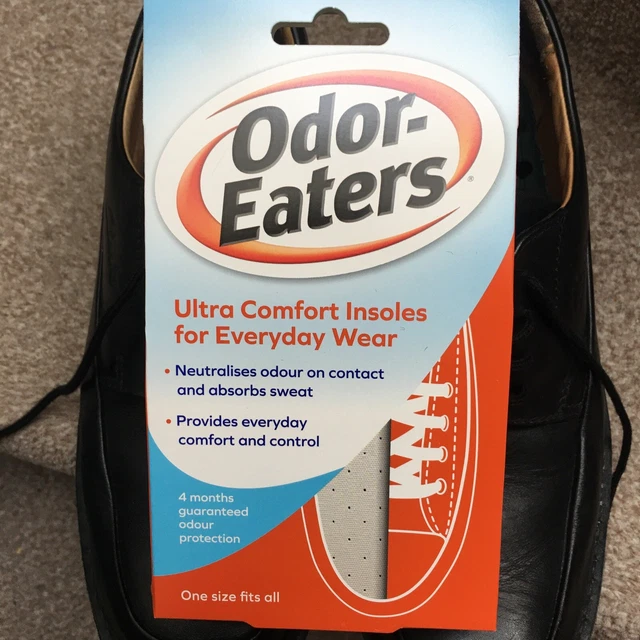 Odor-
Eaters®
Ultra Comfort Insoles
for Everyday Wear
• Neutralises odour on contact
and absorbs sweat
• Provides everyday
comfort and control
4 months
guaranteed
odour
protection
One size fits all